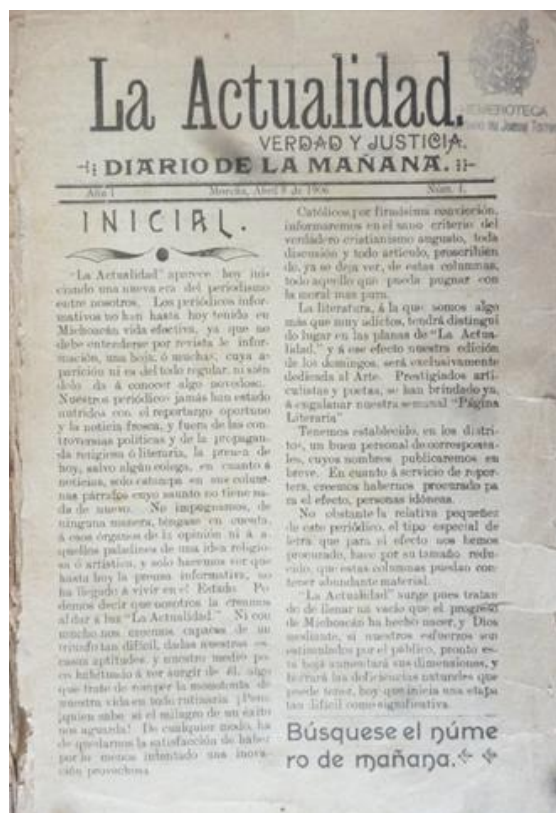 HEMEROTECA
La Actualidad.
VERDAD Y JUSTICIA.
DIARIO DE LA MAÑANA.
Año I Morelia, Abril 8 de 1906 Núm. 1.
INICIAL.
"La Actualidad" aparece hoy ini
ciando una nueva era del periodismo
entre nosotros. Los periódicos infor-
mativos no han hasta hoy tenido en
Michoacán vida efectiva, ya que no
debe entenderse por revista le infor-
mación, una hoja, ó muchas, cuya a-
parición ni es del todo regular, ni sién
dolo da á conocer algo novedoso.
Nuestros periódicos jamás han estado
nutridos con el reportazgo oportuno
y la noticia fresca, y fuera de las con
troversias políticas y de la propagan-
da religiosa ó literaria, la prensa de
hoy, salvo algún colega, en cuanto á
noticias, solo estampa en sus colum-
nas párrafos cuyo asunto no tiene na-
da de nuevo. No impugnamos, de
ninguna manera, téngase en cuenta,
á esos órganos de la opinión ni á a-
quellos paladines de una idea religio-
sa ó artística, y solo hacemos ver que
hasta hoy la prensa informativa, no
ha llegado á vivir en el Estado. Po
demos decir que nosotros la creamos
al dar á luz "La Actualidad." Ni con
mucho nos creemos capaces de un
triunfo tan difícil, dadas nuestras es-
casas aptitudes, y nuestro medio po-
co habituado á ver surgir de él, algo
que trate de romper la monotonía de
nuestra vida en todo rutinaria. ¡Pero
quien sabe si el milagro de un éxito
nos aguarda! De cualquier modo, ha
de quedarnos la satisfacción de haber
por lo menos intentado una inova-
ción provechosa
Católicos por firmísima convicción,
informaremos en el sano criterio del
verdadero cristianismo augusto, toda
discusión y todo artículo, proscribien
do, ya se deja ver, de estas columnas,
todo aquello que pueda pugnar con
la moral mas pura.
La literatura, á la que somos algo
más que muy adictos, tendrá distingui
do lugar en las planas de "La Actua-
lidad," y á ese efecto nuestra edición
de los domingos, será exclusivamente
dedicada al Arte. Prestigiados arti-
culistas y poetas, se han brindado ya,
á engalanar nuestra semanal "Página
Literaria"
Tenemos establecido, en los distri-
tos, un buen personal de corresponsa-
les, cuyos nombres publicaremos en
breve. En cuanto á servicio de repor-
ters, creemos habernos procurado pa
ra el efecto, personas idóneas.
No obstante la relativa pequeñez
de este periódico, el tipo especial de
letra que para el efecto nos hemos
procurado, hace por su tamaño redu-
cido, que estas columnas puedan con-
tener abundante material.
"La Actualidad" surge pues tratan
do de llenar un vacío que el progreso
de Michoacán ha hecho nacer, y Dios
mediante, si nuestros esfuerzos son
estimulados por el público, pronto es-
ta hoja aumentará sus dimensiones, y
borrará las deficiencias naturales que
puede tener, hoy que inicia una etapa
tan difícil como significativa.
Búsquese el núme
ro de mañana.